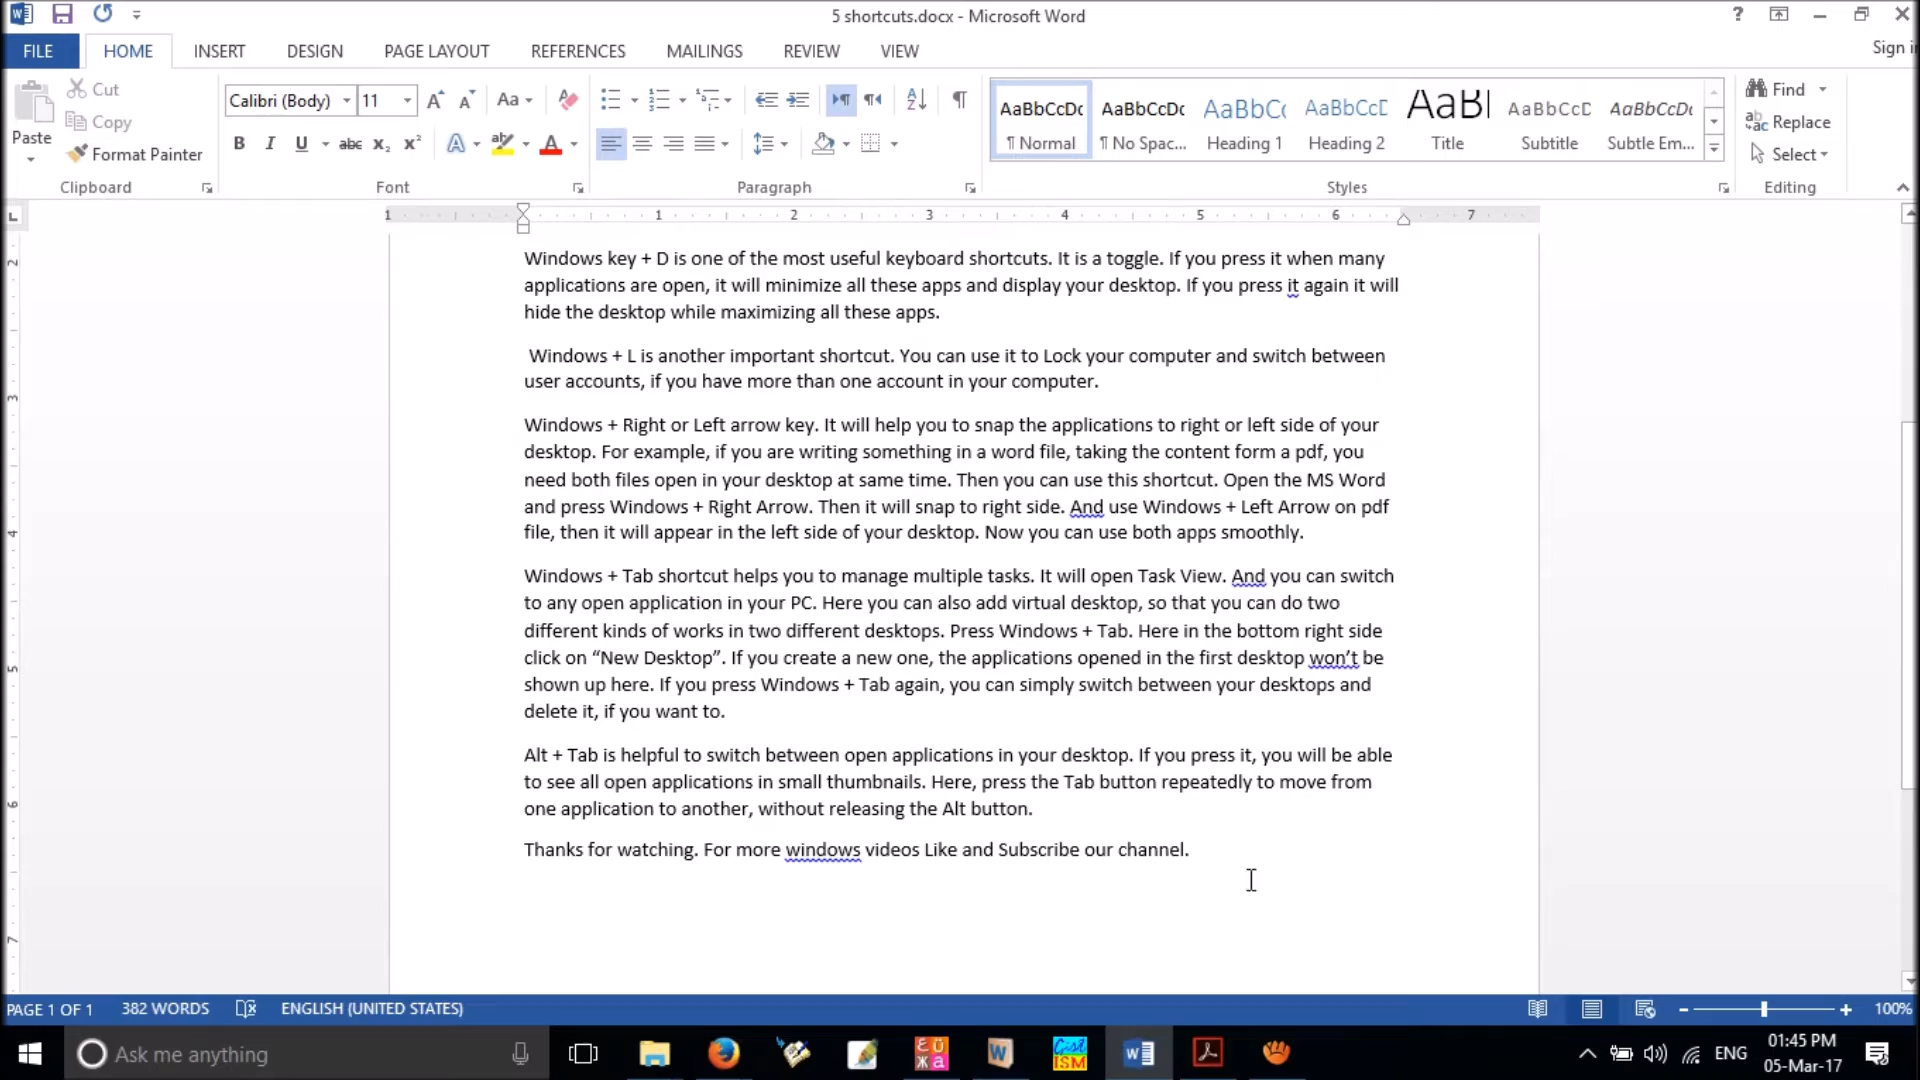 5 shortcuts.docx - Microsoft Word
Sign i
FILE HOME INSERT DESIGN PAGE LAYOUT REFERENCES MAILINGS REVIEW VIEW
Paste
Cut
Copy
Format Painter
Clipboard
Calibri (Body) 11
Font
Paragraph
AaBbCcDc AaBbCcDc AaBbCc AaBbCcE AaBl AaBbCcD AaBbCcDc
¶ Normal ¶ No Spac... Heading 1 Heading 2 Title Subtitle Subtle Em...
Styles
Find
Replace
Select
Editing
1 1 2 3 4 5 6 7
Windows key + D is one of the most useful keyboard shortcuts. It is a toggle. If you press it when many
applications are open, it will minimize all these apps and display your desktop. If you press it again it will
hide the desktop while maximizing all these apps.
Windows + L is another important shortcut. You can use it to Lock your computer and switch between
user accounts, if you have more than one account in your computer.
Windows + Right or Left arrow key. It will help you to snap the applications to right or left side of your
desktop. For example, if you are writing something in a word file, taking the content form a pdf, you
need both files open in your desktop at same time. Then you can use this shortcut. Open the MS Word
and press Windows + Right Arrow. Then it will snap to right side. And use Windows + Left Arrow on pdf
file, then it will appear in the left side of your desktop. Now you can use both apps smoothly.
Windows + Tab shortcut helps you to manage multiple tasks. It will open Task View. And you can switch
to any open application in your PC. Here you can also add virtual desktop, so that you can do two
different kinds of works in two different desktops. Press Windows + Tab. Here in the bottom right side
click on “New Desktop”. If you create a new one, the applications opened in the first desktop won’t be
shown up here. If you press Windows + Tab again, you can simply switch between your desktops and
delete it, if you want to.
Alt + Tab is helpful to switch between open applications in your desktop. If you press it, you will be able
to see all open applications in small thumbnails. Here, press the Tab button repeatedly to move from
one application to another, without releasing the Alt button.
Thanks for watching. For more windows videos Like and Subscribe our channel.
PAGE 1 OF 1 382 WORDS ENGLISH (UNITED STATES) 100%
Ask me anything
ENG
01:45 PM
05-Mar-17